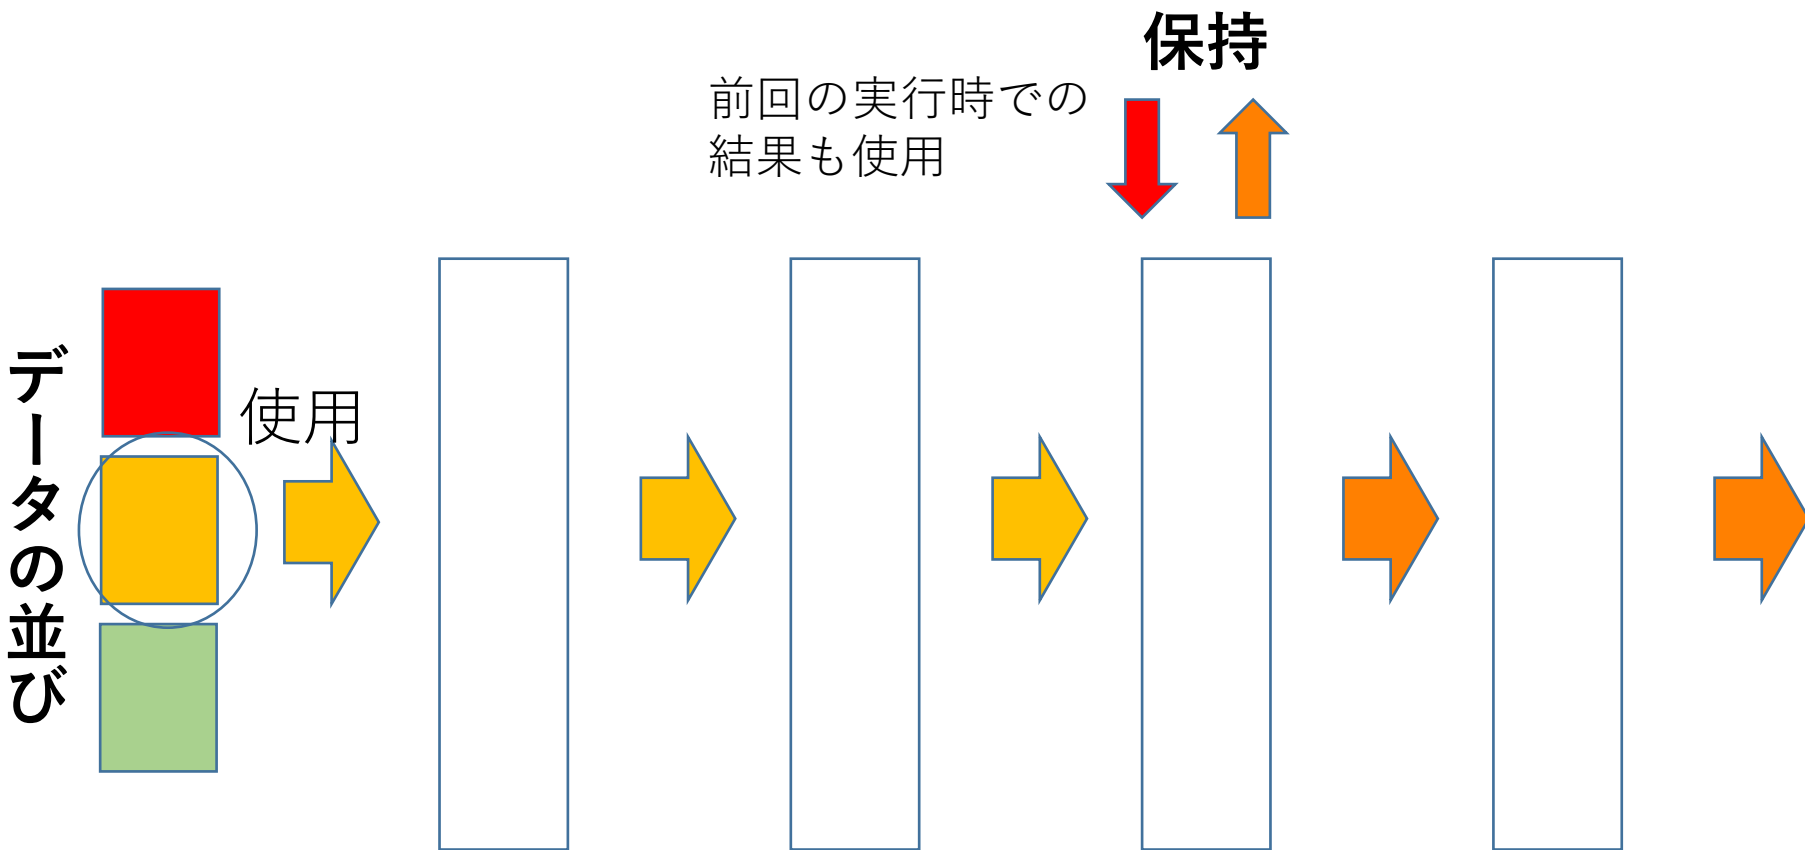 保持
前回の実行時での
結果も使用
データの並び
使用